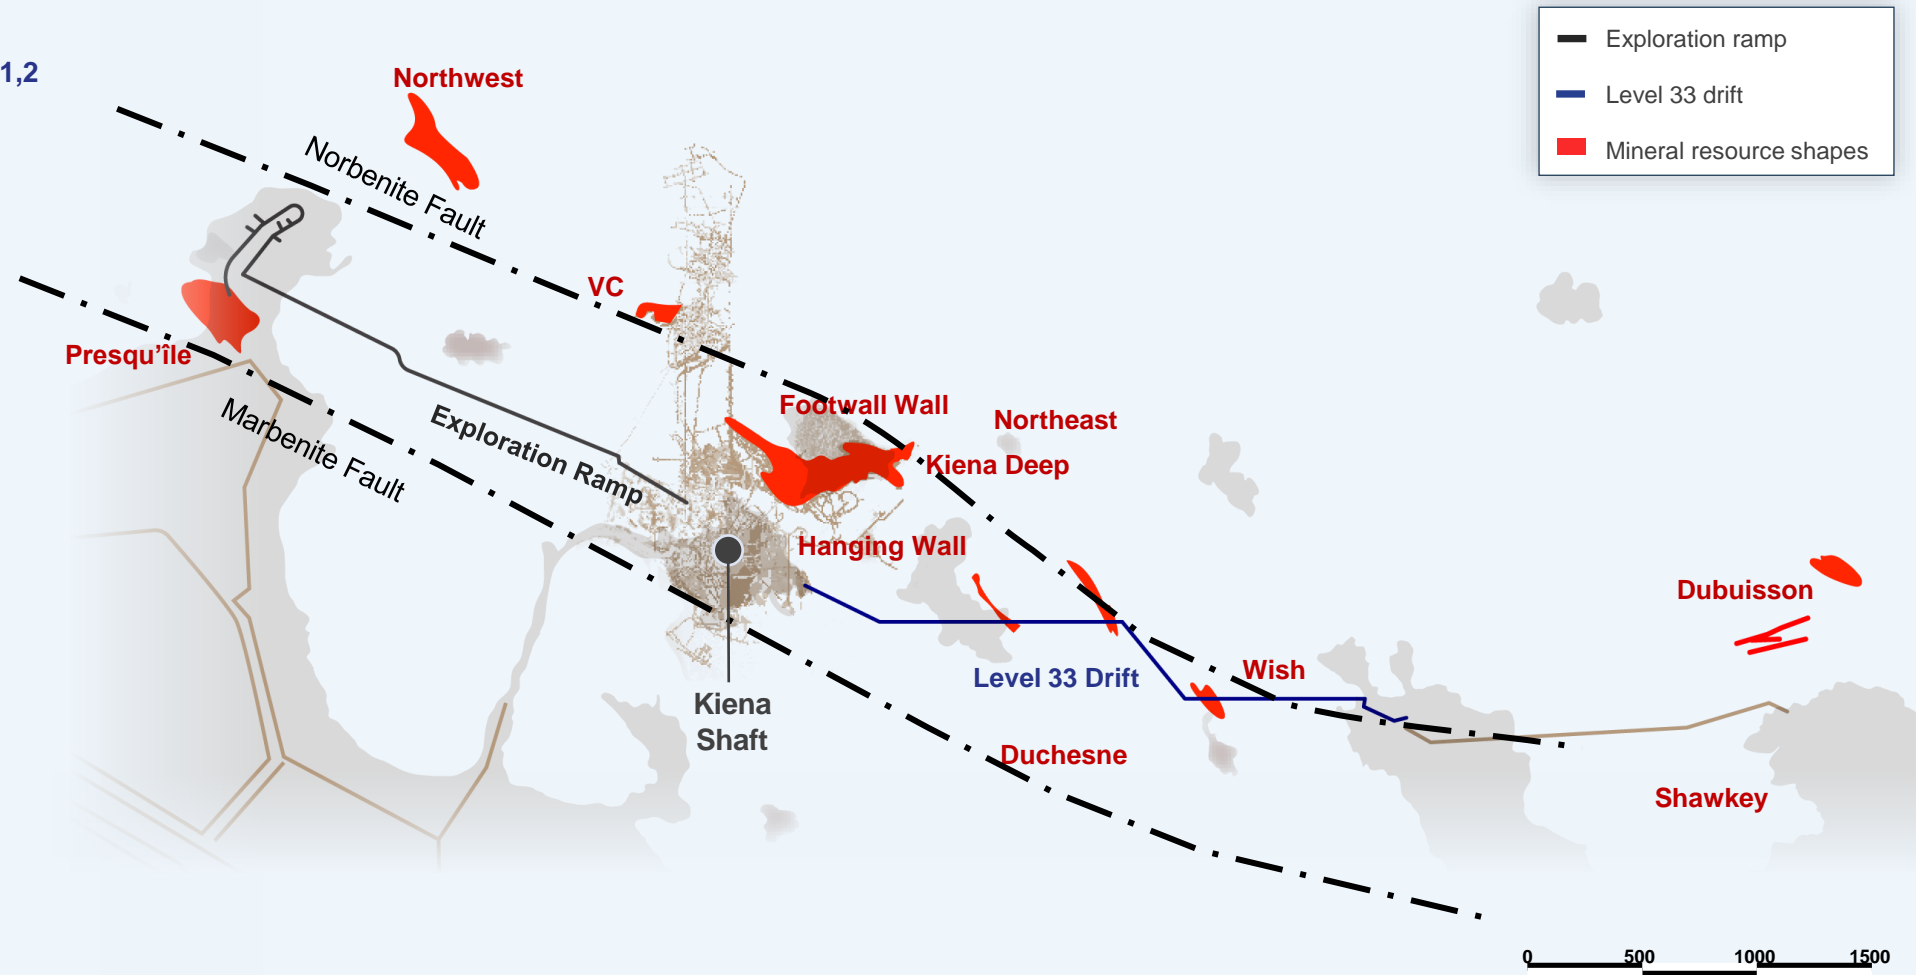 Exploration ramp
Level 33 drift
Mineral resource shapes
1,2
Northwest
Norbenite Fault
VC
Presqu'île
Marbenite Fault
Exploration Ramp
Footwall Wall
Northeast
Kiena Deep
Hanging Wall
Dubuisson
Level 33 Drift
Wish
Kiena
Shaft
Duchesne
Shawkey
0 500 1000 1500